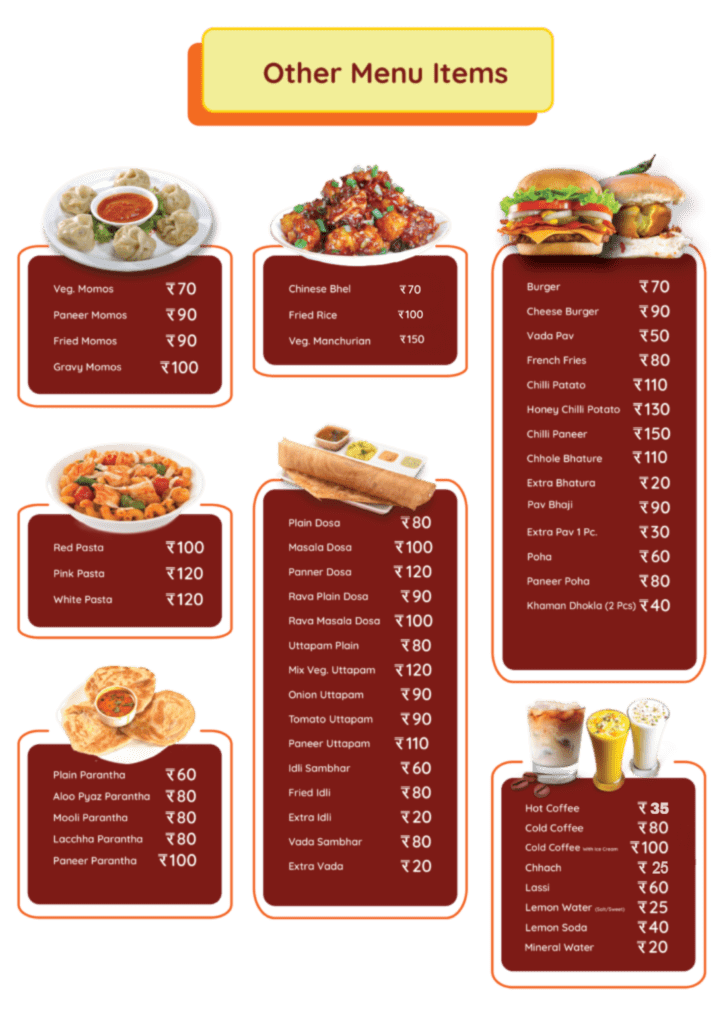 Other Menu Items
Veg. Momos ₹70
Paneer Momos ₹90
Fried Momos ₹90
Gravy Momos ₹100
Chinese Bhel ₹70
Fried Rice ₹100
Veg. Manchurian ₹150
Burger ₹70
Cheese Burger ₹90
Vada Pav ₹50
French Fries ₹80
Chilli Patato ₹110
Honey Chilli Potato ₹130
Chilli Paneer ₹150
Chhole Bhature ₹110
Extra Bhatura ₹20
Pav Bhaji ₹90
Extra Pav 1 Pc. ₹30
Poha ₹60
Paneer Poha ₹80
Khaman Dhokla (2 Pcs) ₹40
Red Pasta ₹100
Pink Pasta ₹120
White Pasta ₹120
Plain Dosa ₹80
Masala Dosa ₹100
Panner Dosa ₹120
Rava Plain Dosa ₹90
Rava Masala Dosa ₹100
Uttapam Plain ₹80
Mix Veg. Uttapam ₹120
Onion Uttapam ₹90
Tomato Uttapam ₹90
Paneer Uttapam ₹110
Idli Sambhar ₹60
Fried Idli ₹80
Extra Idli ₹20
Vada Sambhar ₹80
Extra Vada ₹20
Plain Parantha ₹60
Aloo Pyaz Parantha ₹80
Mooli Parantha ₹80
Lacchha Parantha ₹80
Paneer Parantha ₹100
Hot Coffee ₹ 35
Cold Coffee ₹80
Cold Coffee With Ice Cream ₹100
Chhach ₹ 25
Lassi ₹60
Lemon Water (Salt/Sweet) ₹25
Lemon Soda ₹40
Mineral Water ₹20